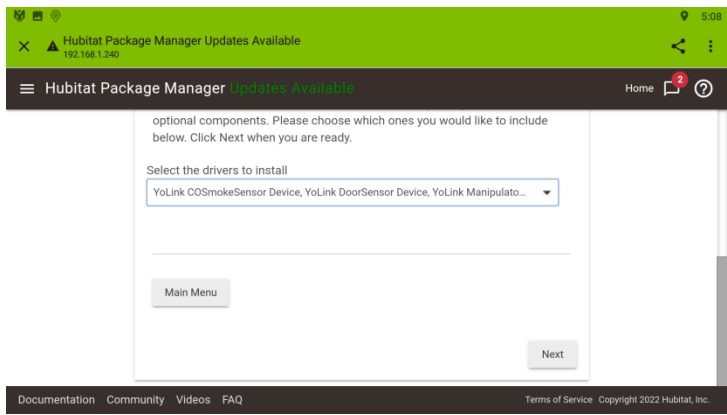 5:08
Hubitat Package Manager Updates Available
192.168.1.240
Hubitat Package Manager Updates Available
Home
2
optional components. Please choose which ones you would like to include
below. Click Next when you are ready.
Select the drivers to install
YoLink COSmokeSensor Device, YoLink DoorSensor Device, YoLink Manipulato...
Main Menu
Next
Documentation Community Videos FAQ
Terms of Service Copyright 2022 Hubitat, Inc.